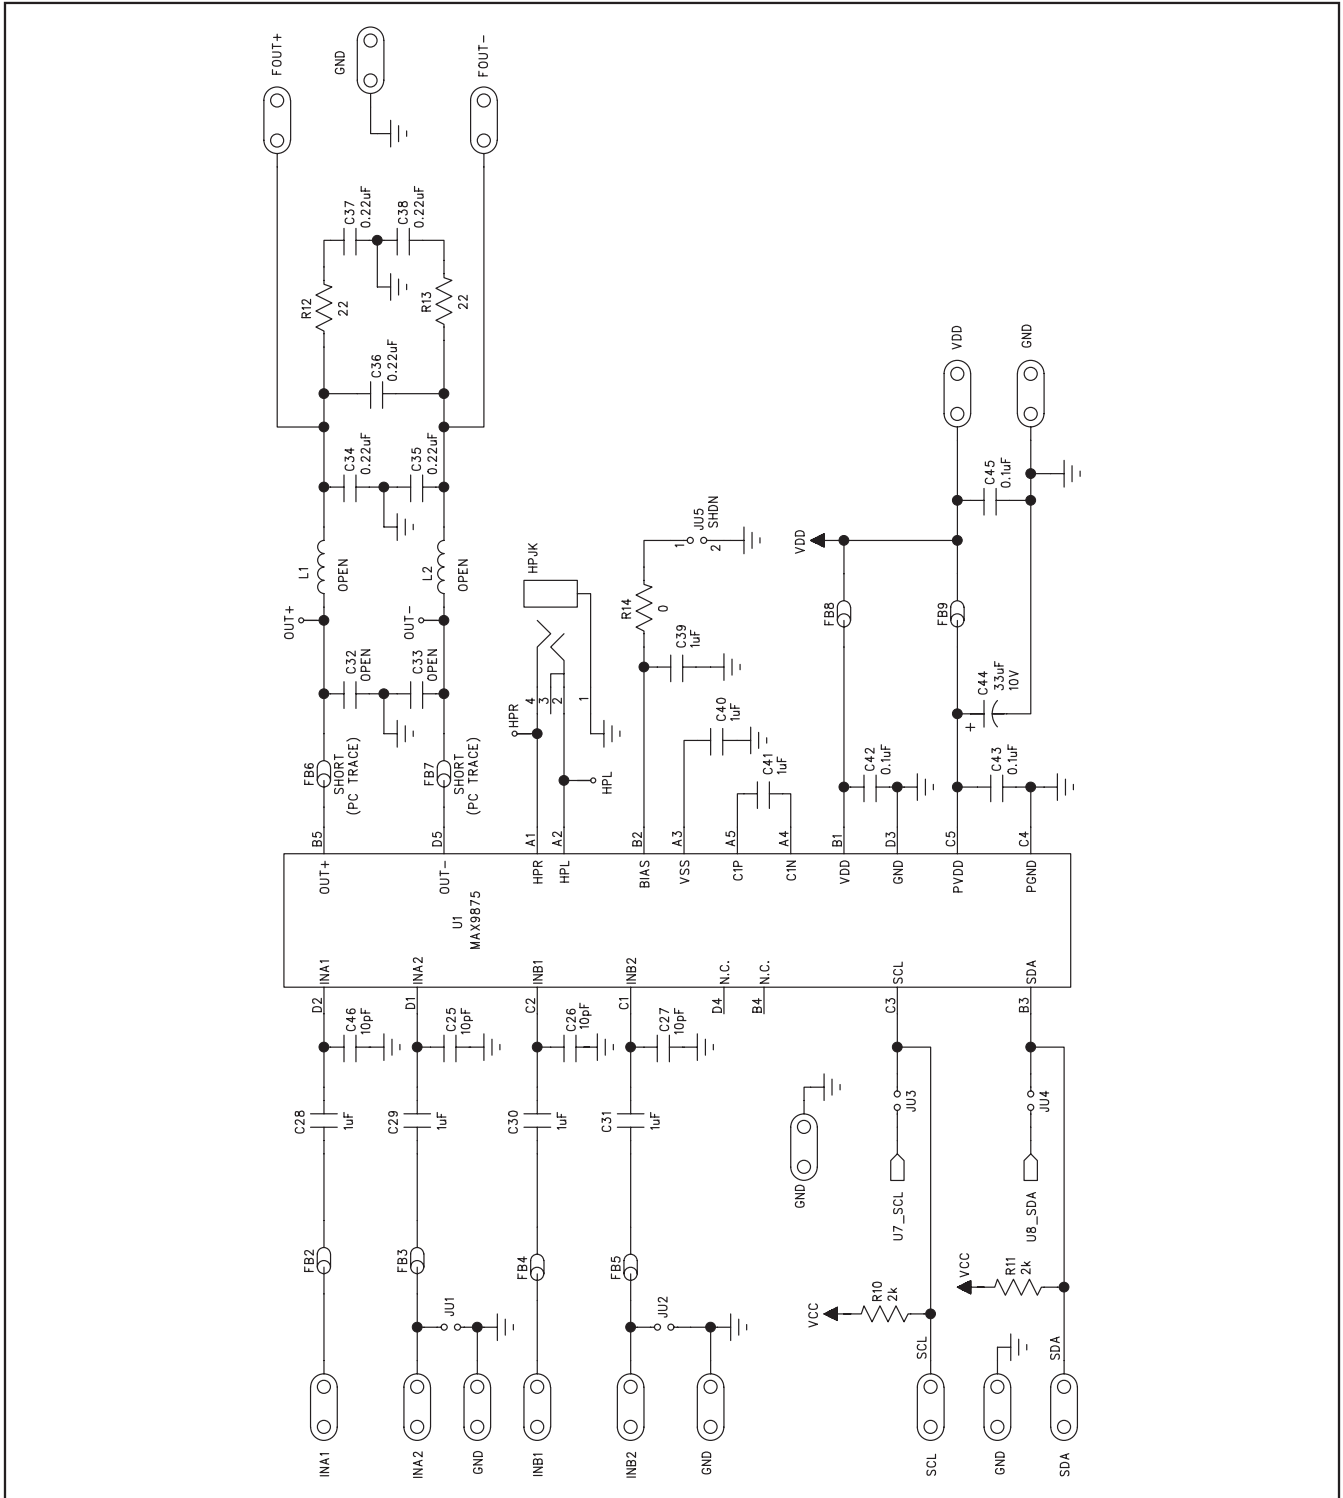 FOUT+
GND
FOUT-
R12
22
C37
0.22uF
C38
0.22uF
R13
22
C36
0.22uF
C34
0.22uF
C35
0.22uF
L1
OPEN
L2
OPEN
OUT+
OUT-
C32
OPEN
C33
OPEN
FB6
SHORT
(PC TRACE)
FB7
SHORT
(PC TRACE)
HPJK
HPR
4
3
2
1
HPL
JU5
SHDN
1
2
R14
0
C39
1uF
C40
1uF
C41
1uF
VDD
GND
C45
0.1uF
VDD
FB8
FB9
+
C44
33uF
10V
C42
0.1uF
C43
0.1uF
B5
D5
A1
A2
B2
A3
A5
A4
B1
D3
C5
C4
OUT+
OUT-
HPR
HPL
BIAS
VSS
C1P
C1N
VDD
GND
PVDD
PGND
U1
MAX9875
INA1
INA2
INB1
INB2
N.C.
N.C.
SCL
SDA
D2
D1
C2
C1
D4
B4
C3
B3
C46
10pF
C25
10pF
C26
10pF
C27
10pF
C28
1uF
C29
1uF
C30
1uF
C31
1uF
FB2
FB3
FB4
FB5
JU1
JU2
GND
JU3
U7_SCL
JU4
U8_SDA
VCC
R10
2k
VCC
R11
2k
SCL
SDA
INA1
INA2
GND
INB1
INB2
GND
SCL
GND
SDA